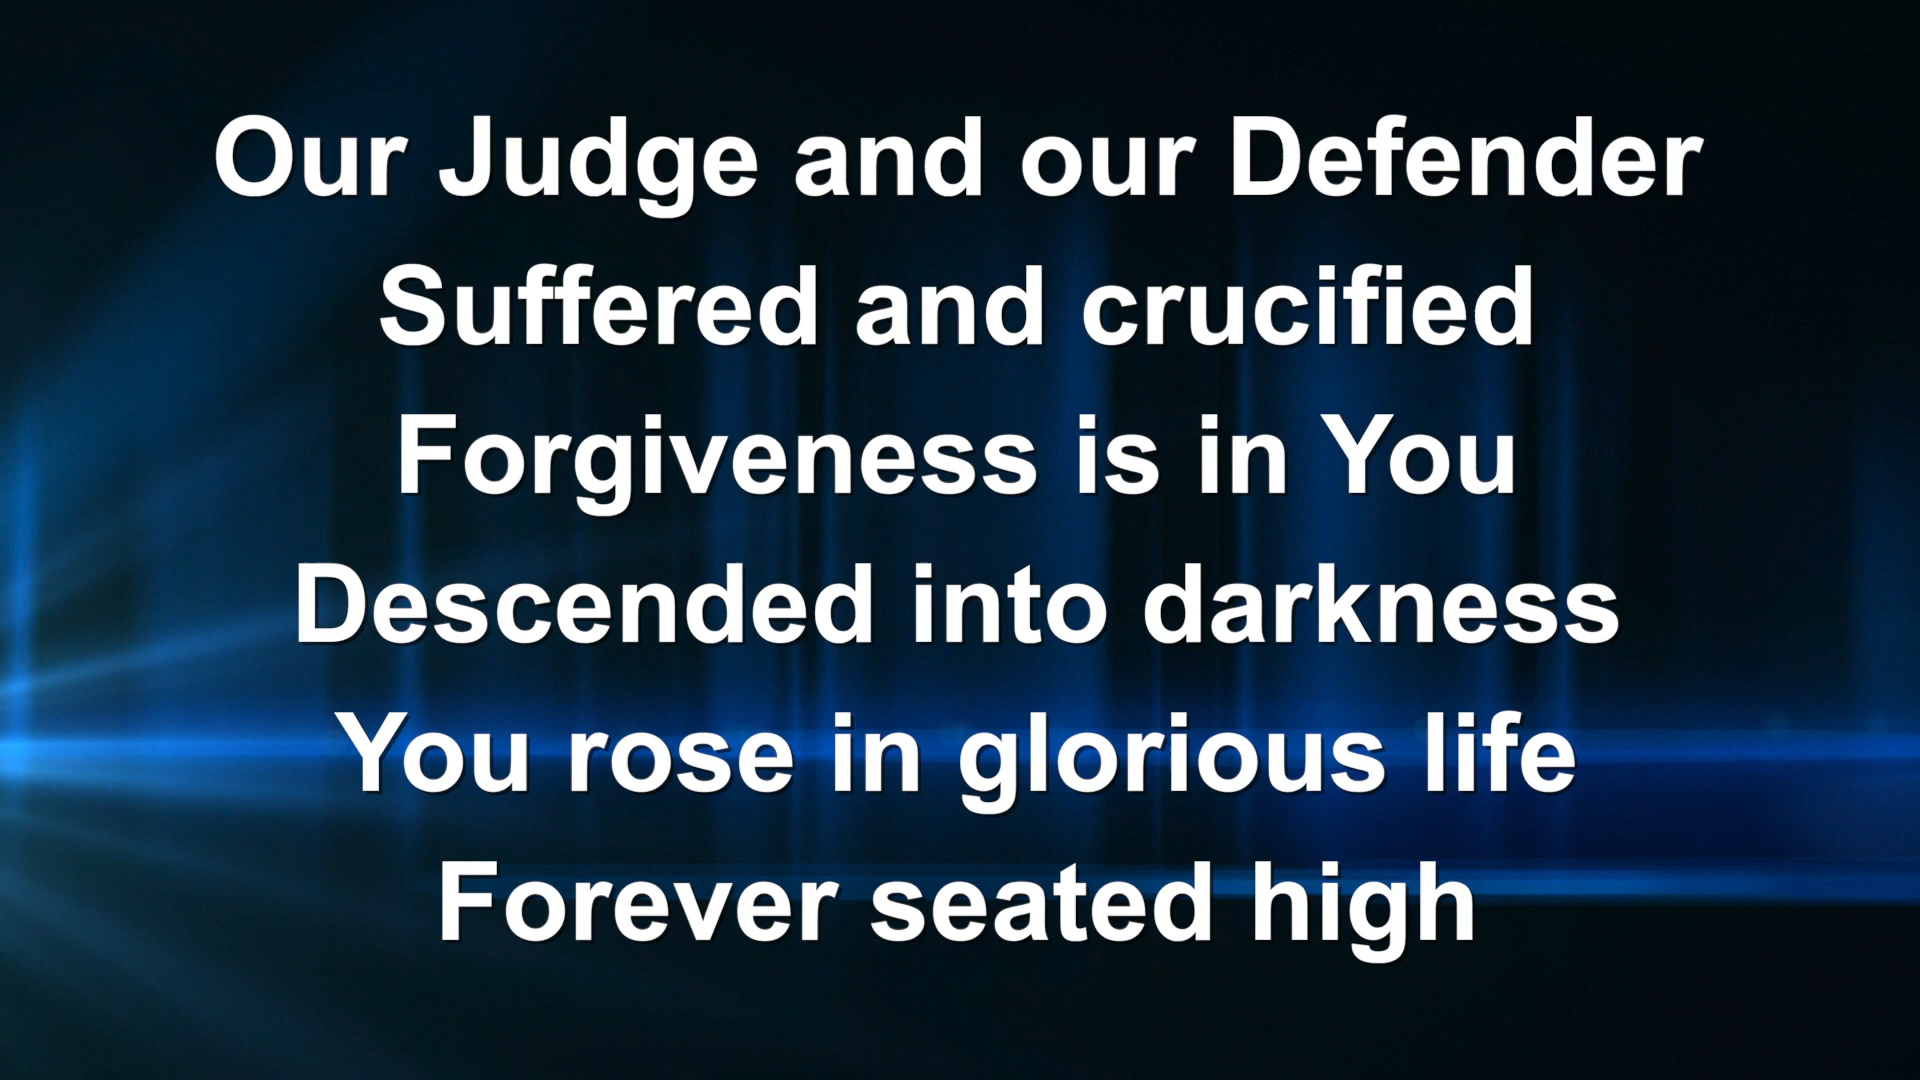 Our Judge and our Defender
Suffered and crucified
Forgiveness is in You
Descended into darkness
You rose in glorious life
Forever seated high